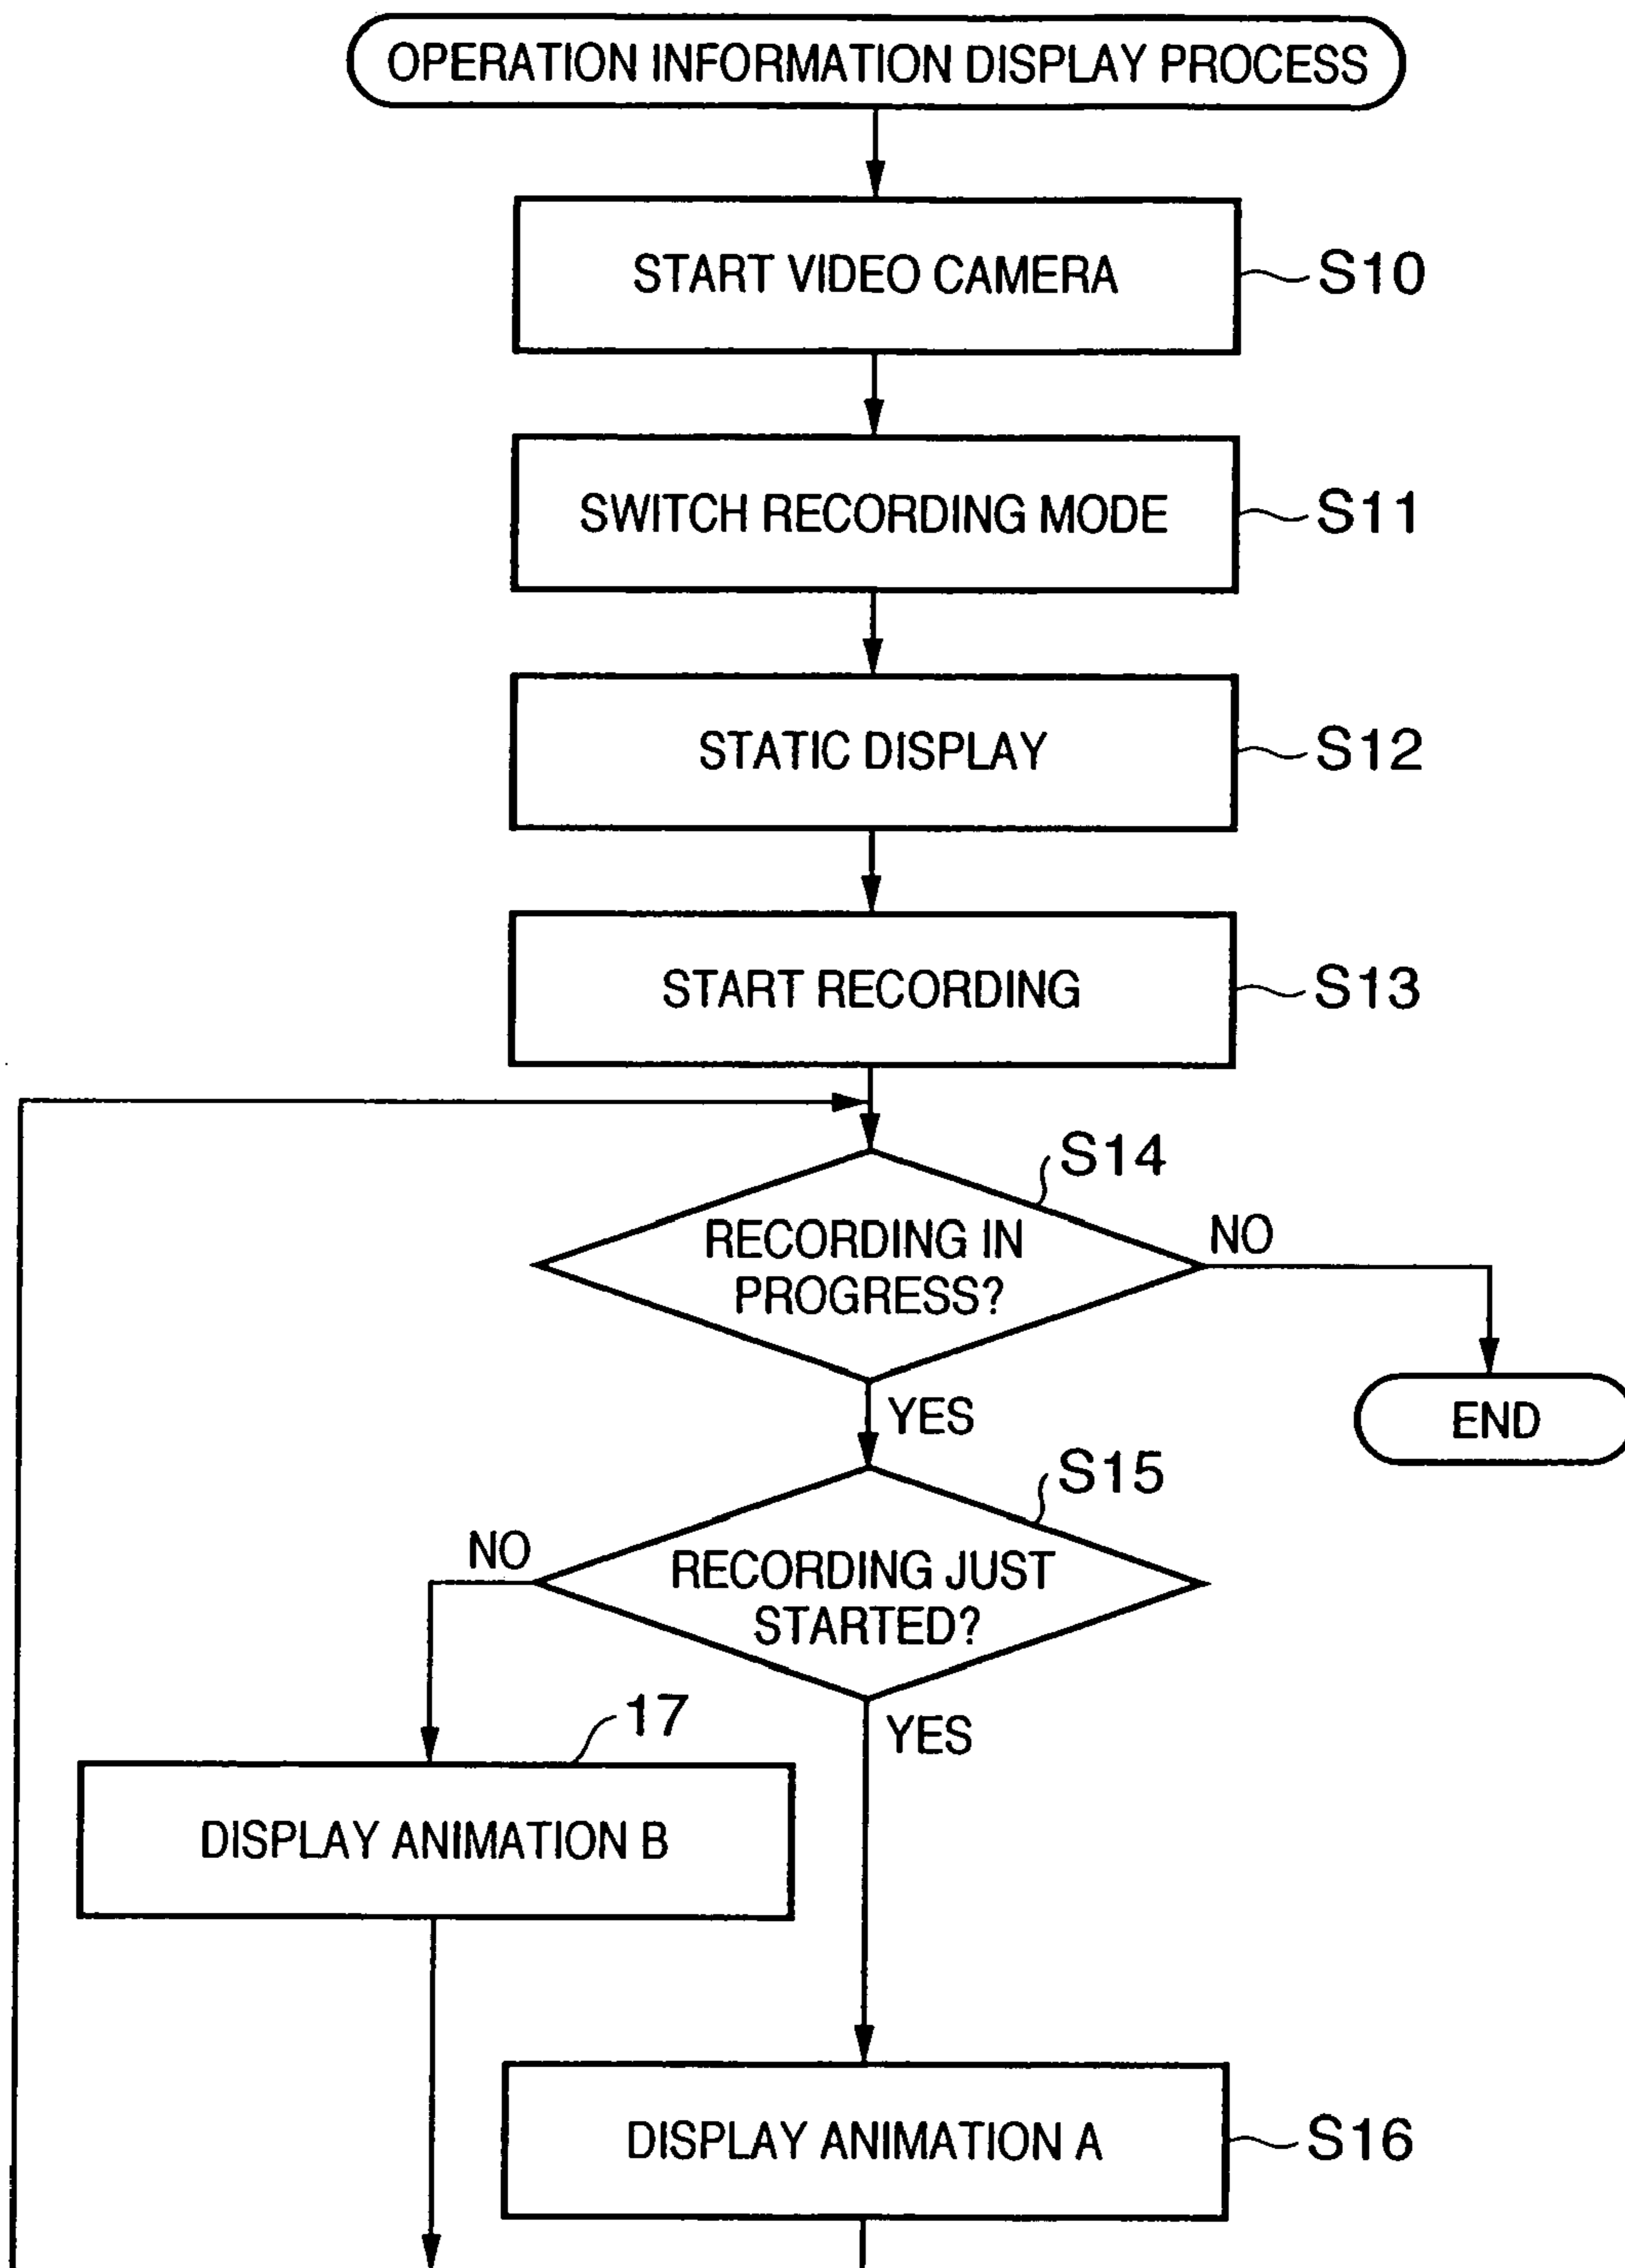 OPERATION INFORMATION DISPLAY PROCESS
START VIDEO CAMERA
S10
SWITCH RECORDING MODE
S11
STATIC DISPLAY
S12
START RECORDING
S13
S14
RECORDING IN
PROGRESS?
NO
YES
END
S15
NO
RECORDING JUST
STARTED?
17
YES
DISPLAY ANIMATION B
DISPLAY ANIMATION A
S16